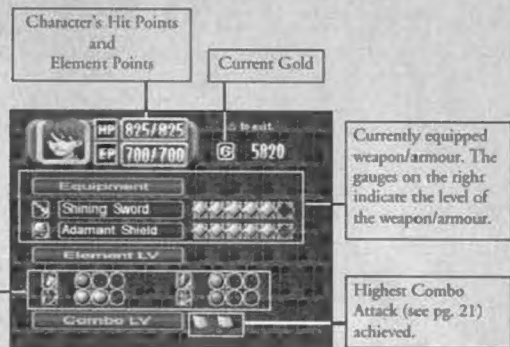 Character's Hit Points
and
Element Points
Current Gold
HP 825/825
EP 700/700
to exit
G 5820
Equipment
Shining Sword
Adamant Shield
Currently equipped
weapon/armour. The
gauges on the right
indicate the level of
the weapon/armour.
Element LV
Combo LV
Highest Combo
Attack (see pg. 21)
achieved.